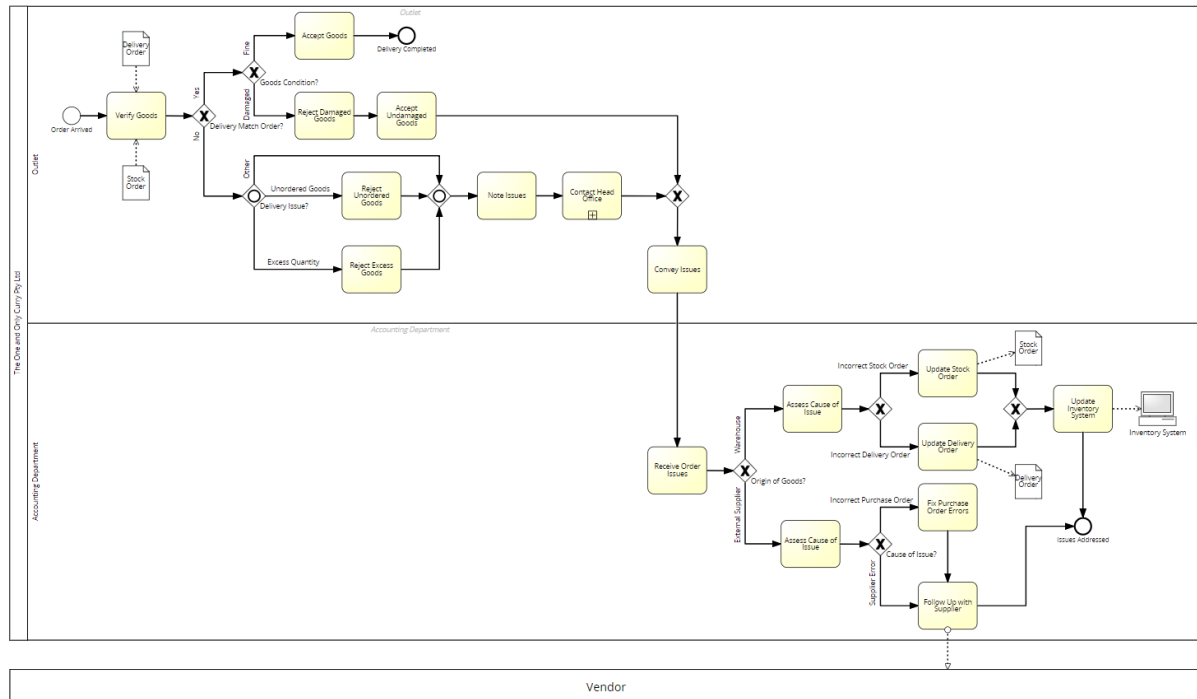 Outlet
The One and Only Curry Pty Ltd
Outlet
Delivery
Order
Order Arrived
Verify Goods
Stock
Order
Yes
Delivery Match Order?
No
Fine
Goods Condition?
Damaged
Accept Goods
Delivery Completed
Reject Damaged
Goods
Accept
Undamaged
Goods
Other
Unordered Goods
Delivery Issue?
Excess Quantity
Reject
Unordered
Goods
Reject Excess
Goods
Note Issues
Contact Head
Office
Convey Issues
Accounting Department
Accounting Department
Receive Order
Issues
Warehouse
Origin of Goods?
External Supplier
Assess Cause of
Issue
Incorrect Stock Order
Incorrect Delivery Order
Update Stock
Order
Stock
Order
Update Delivery
Order
Delivery
Order
Update
Inventory
System
Inventory System
Assess Cause of
Issue
Incorrect Purchase Order
Cause of Issue?
Supplier Error
Fix Purchase
Order Errors
Follow Up with
Supplier
Issues Addressed
Vendor